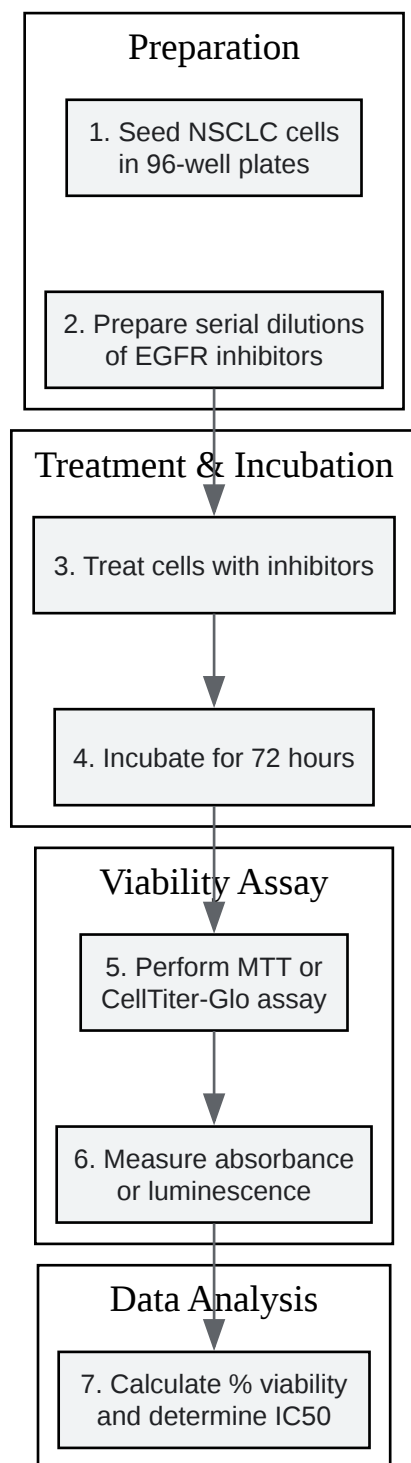 Preparation
1. Seed NSCLC cells
in 96-well plates
2. Prepare serial dilutions
of EGFR inhibitors
Treatment & Incubation
3. Treat cells with inhibitors
4. Incubate for 72 hours
Viability Assay
5. Perform MTT or
CellTiter-Glo assay
6. Measure absorbance
or luminescence
Data Analysis
7. Calculate % viability
and determine IC50